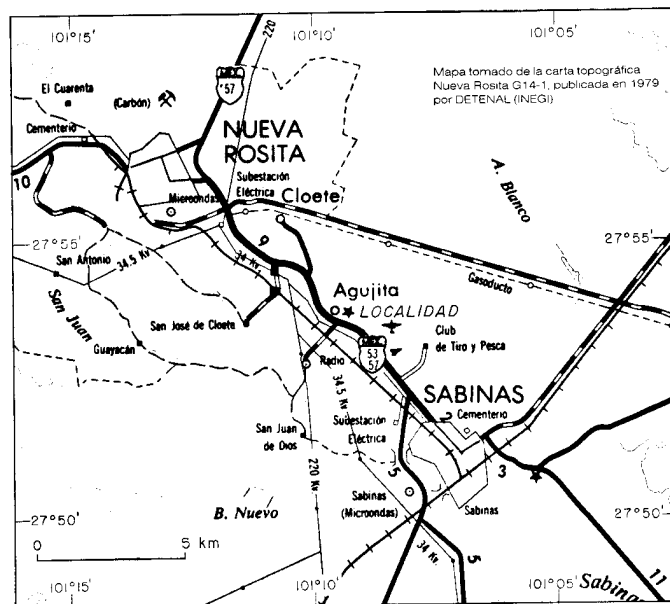 101°15'
101°10'
101°05'
220
MEX
57
Mapa tomado de la carta topográfica
Nueva Rosita G14-1, publicada en 1979
por DETENAL (INEGI)
El Cuarenta
(Carbón)
Cementerio
NUEVA
ROSITA
Subestación
Eléctrica
Microondas
Cloete
10
A. Blanco
27°55'
27°55'
9
San Antonio
34.5 Kv
34 Kv.
Gasoducto
San Juan
Agujita
LOCALIDAD
San José de Cloete
Guayacán
MEX
53
57
Club
de Tiro y Pesca
Radio
34.5 Kv
SABINAS
Cementerio
2
Subestación
Eléctrica
San Juan
de Dios
220 Kv
5
3
Sabinas
(Microondas)
Sabinas
B. Nuevo
27°50'
27°50'
0
5 km
34 Kv.
5
11
Sabinas
101°15'
101°10'
101°05'